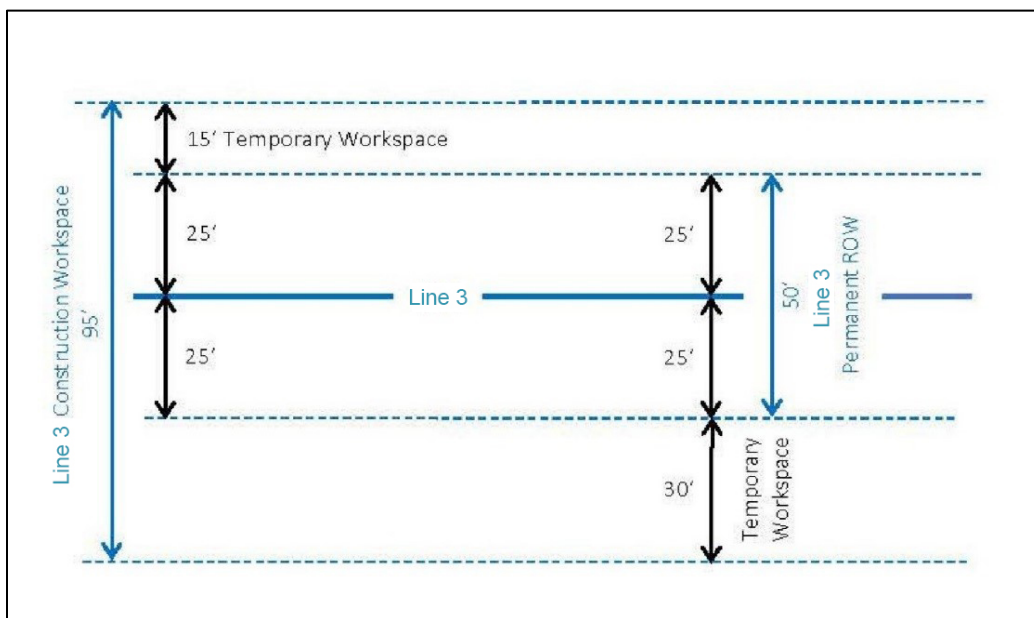 15′ Temporary Workspace
25′
25′
Line 3 Construction Workspace
95′
Line 3
25′
25′
50′
Line 3
Permanent ROW
30′
Temporary
Workspace